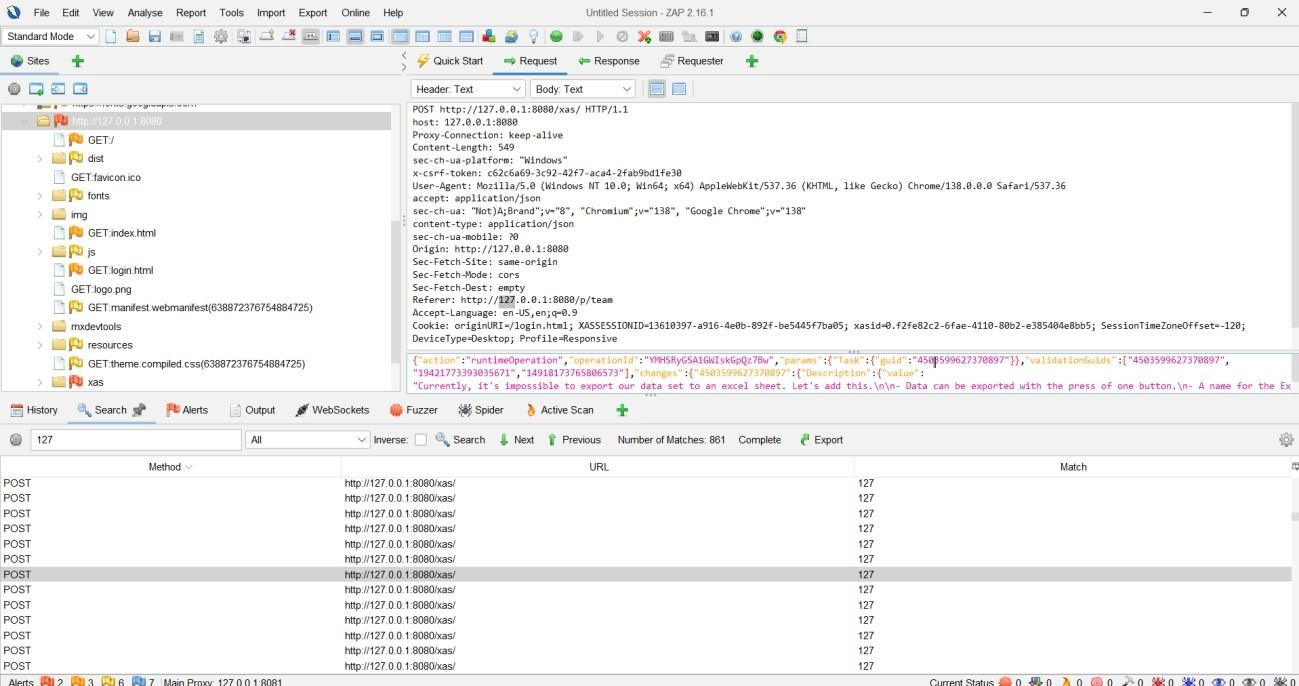 Untitled Session - ZAP 2.16.1
File Edit View Analyse Report Tools Import Export Online Help
Standard Mode
Sites
Quick Start Request Response Requester
Header: Text Body: Text
http://127.0.0.1:8080
GET:/
dist
GET:favicon.ico
fonts
img
GET:index.html
js
GET:login.html
GET:logo.png
GET:manifest.webmanifest(638872376754884725)
mxdevtools
resources
GET:theme.compiled.css(638872376754884725)
xas
POST http://127.0.0.1:8080/xas/ HTTP/1.1
host: 127.0.0.1:8080
Proxy-Connection: keep-alive
Content-Length: 549
sec-ch-ua-platform: "Windows"
x-csrf-token: c62c6a69-3c92-42f7-aca4-2fab9bd1fe30
User-Agent: Mozilla/5.0 (Windows NT 10.0; Win64; x64) AppleWebKit/537.36 (KHTML, like Gecko) Chrome/138.0.0.0 Safari/537.36
accept: application/json
sec-ch-ua: "Not)A;Brand";v="8", "Chromium";v="138", "Google Chrome";v="138"
content-type: application/json
sec-ch-ua-mobile: ?0
Origin: http://127.0.0.1:8080
Sec-Fetch-Site: same-origin
Sec-Fetch-Mode: cors
Sec-Fetch-Dest: empty
Referer: http://127.0.0.1:8080/p/team
Accept-Language: en-US,en;q=0.9
Cookie: originURI=/login.html; XASSESSIONID=13610397-a916-4e0b-892f-be5445f7ba05; xasid=0.f2fe82c2-6fae-4110-80b2-e385404e8bb5; SessionTimeZoneOffset=-120;
DeviceType=Desktop; Profile=Responsive
{"action":"runtimeOperation","operationId":"YMHSRyGSA1GWIskGpQz7Bw","params":{"Task":{"guid":"4503599627370897"}},"validationGuids":["4503599627370897",
"19421773393035671","14918173765806573"],"changes":{"4503599627370897":{"Description":{"value":
"Currently, it's impossible to export our data set to an excel sheet. Let's add this.\n\n- Data can be exported with the press of one button.\n- A name for the Ex
History Search Alerts Output WebSockets Fuzzer Spider Active Scan
127 All Inverse: Search Next Previous Number of Matches: 861 Complete Export
Method URL Match
POST http://127.0.0.1:8080/xas/ 127
POST http://127.0.0.1:8080/xas/ 127
POST http://127.0.0.1:8080/xas/ 127
POST http://127.0.0.1:8080/xas/ 127
POST http://127.0.0.1:8080/xas/ 127
POST http://127.0.0.1:8080/xas/ 127
POST http://127.0.0.1:8080/xas/ 127
POST http://127.0.0.1:8080/xas/ 127
POST http://127.0.0.1:8080/xas/ 127
POST http://127.0.0.1:8080/xas/ 127
POST http://127.0.0.1:8080/xas/ 127
POST http://127.0.0.1:8080/xas/ 127
POST http://127.0.0.1:8080/xas/ 127
Alerts 2 3 6 7 Main Proxy: 127.0.0.1:8081 Current Status 0 0 0 0 0 0 0 0 0 0